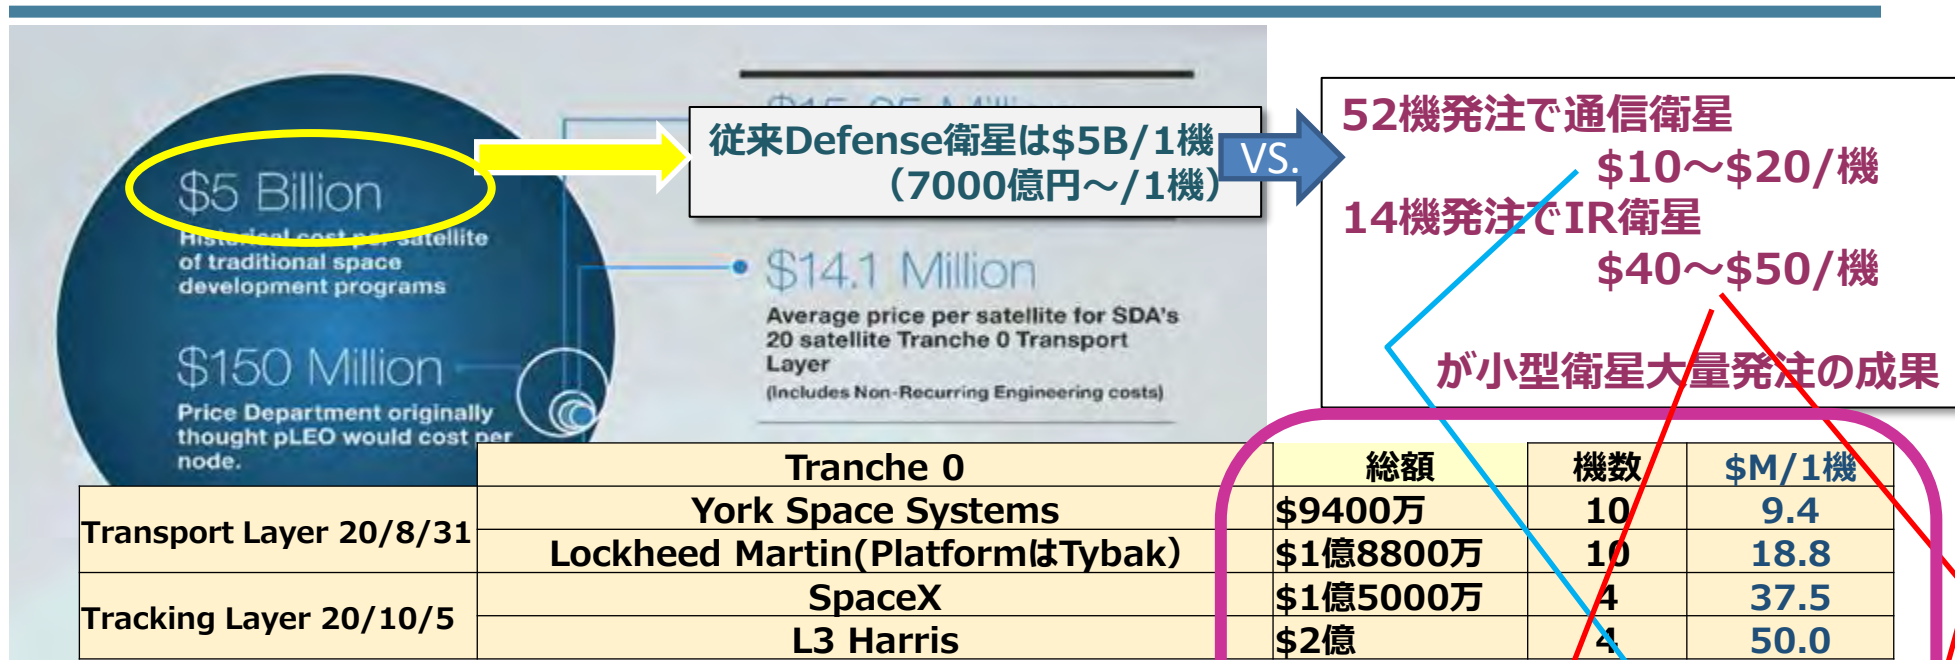 $5 Billion
Historical cost per satellite
of traditional space
development programs
$150 Million
Price Department originally
thought pLEO would cost per
node.
従来Defense衛星は$5B/1機
（7000億円～/1機）
VS.
52機発注で通信衛星
$10～$20/機
14機発注でIR衛星
$40～$50/機
が小型衛星大量発注の成果
$14.1 Million
Average price per satellite for SDA's
20 satellite Tranche 0 Transport
Layer
(Includes Non-Recurring Engineering costs)
Tranche 0 総額 機数 $M/1機
Transport Layer 20/8/31
York Space Systems $9400万 10 9.4
Lockheed Martin(PlatformはTybak） $1億8800万 10 18.8
Tracking Layer 20/10/5
SpaceX $1億5000万 4 37.5
L3 Harris $2億 4 50.0